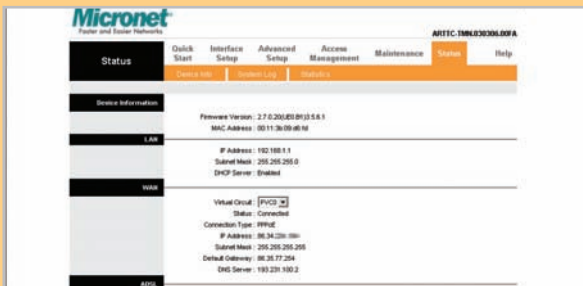 Micronet
Faster and Easier Networks
ARTTC-TMN.030306.00FA
Status
Quick Start
Interface Setup
Advanced Setup
Access Management
Maintenance
Status
Help
Device Info
System Log
Statistics
Device Information
Firmware Version : 2.7.0.20(UE0.B1)3.5.6.1
MAC Address : 00:11:3b:09:d6:fd
LAN
IP Address : 192.168.1.1
Subnet Mask : 255.255.255.0
DHCP Server : Enabled
WAN
Virtual Circuit : PVC0
Status : Connected
Connection Type : PPPoE
IP Address : 86.34.
Subnet Mask : 255.255.255.255
Default Gateway : 86.35.77.254
DNS Server : 193.231.100.2
ADSL